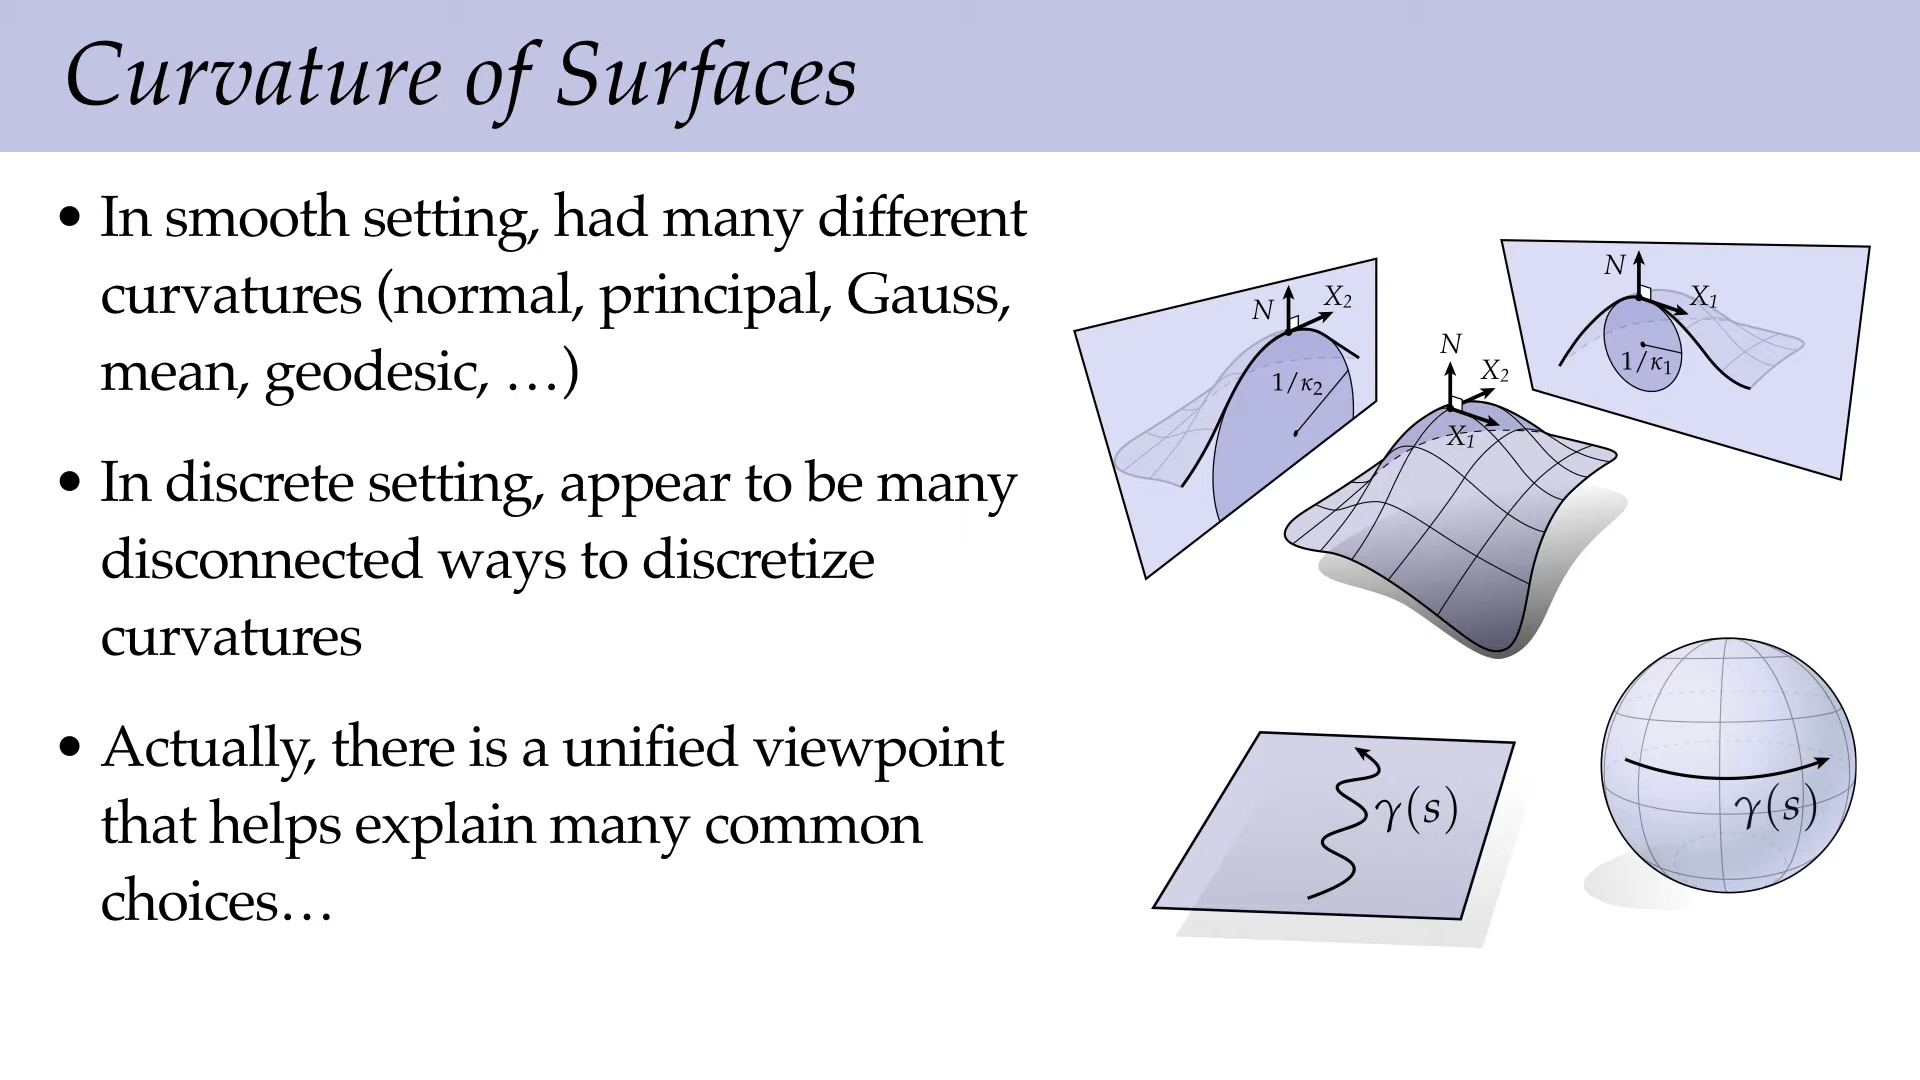 Curvature of Surfaces
• In smooth setting, had many different
curvatures (normal, principal, Gauss,
mean, geodesic, …)
• In discrete setting, appear to be many
disconnected ways to discretize
curvatures
• Actually, there is a unified viewpoint
that helps explain many common
choices…
N X₂
1/κ₂
N X₁
1/κ₁
N
X₂
X₁
γ(s)
γ(s)